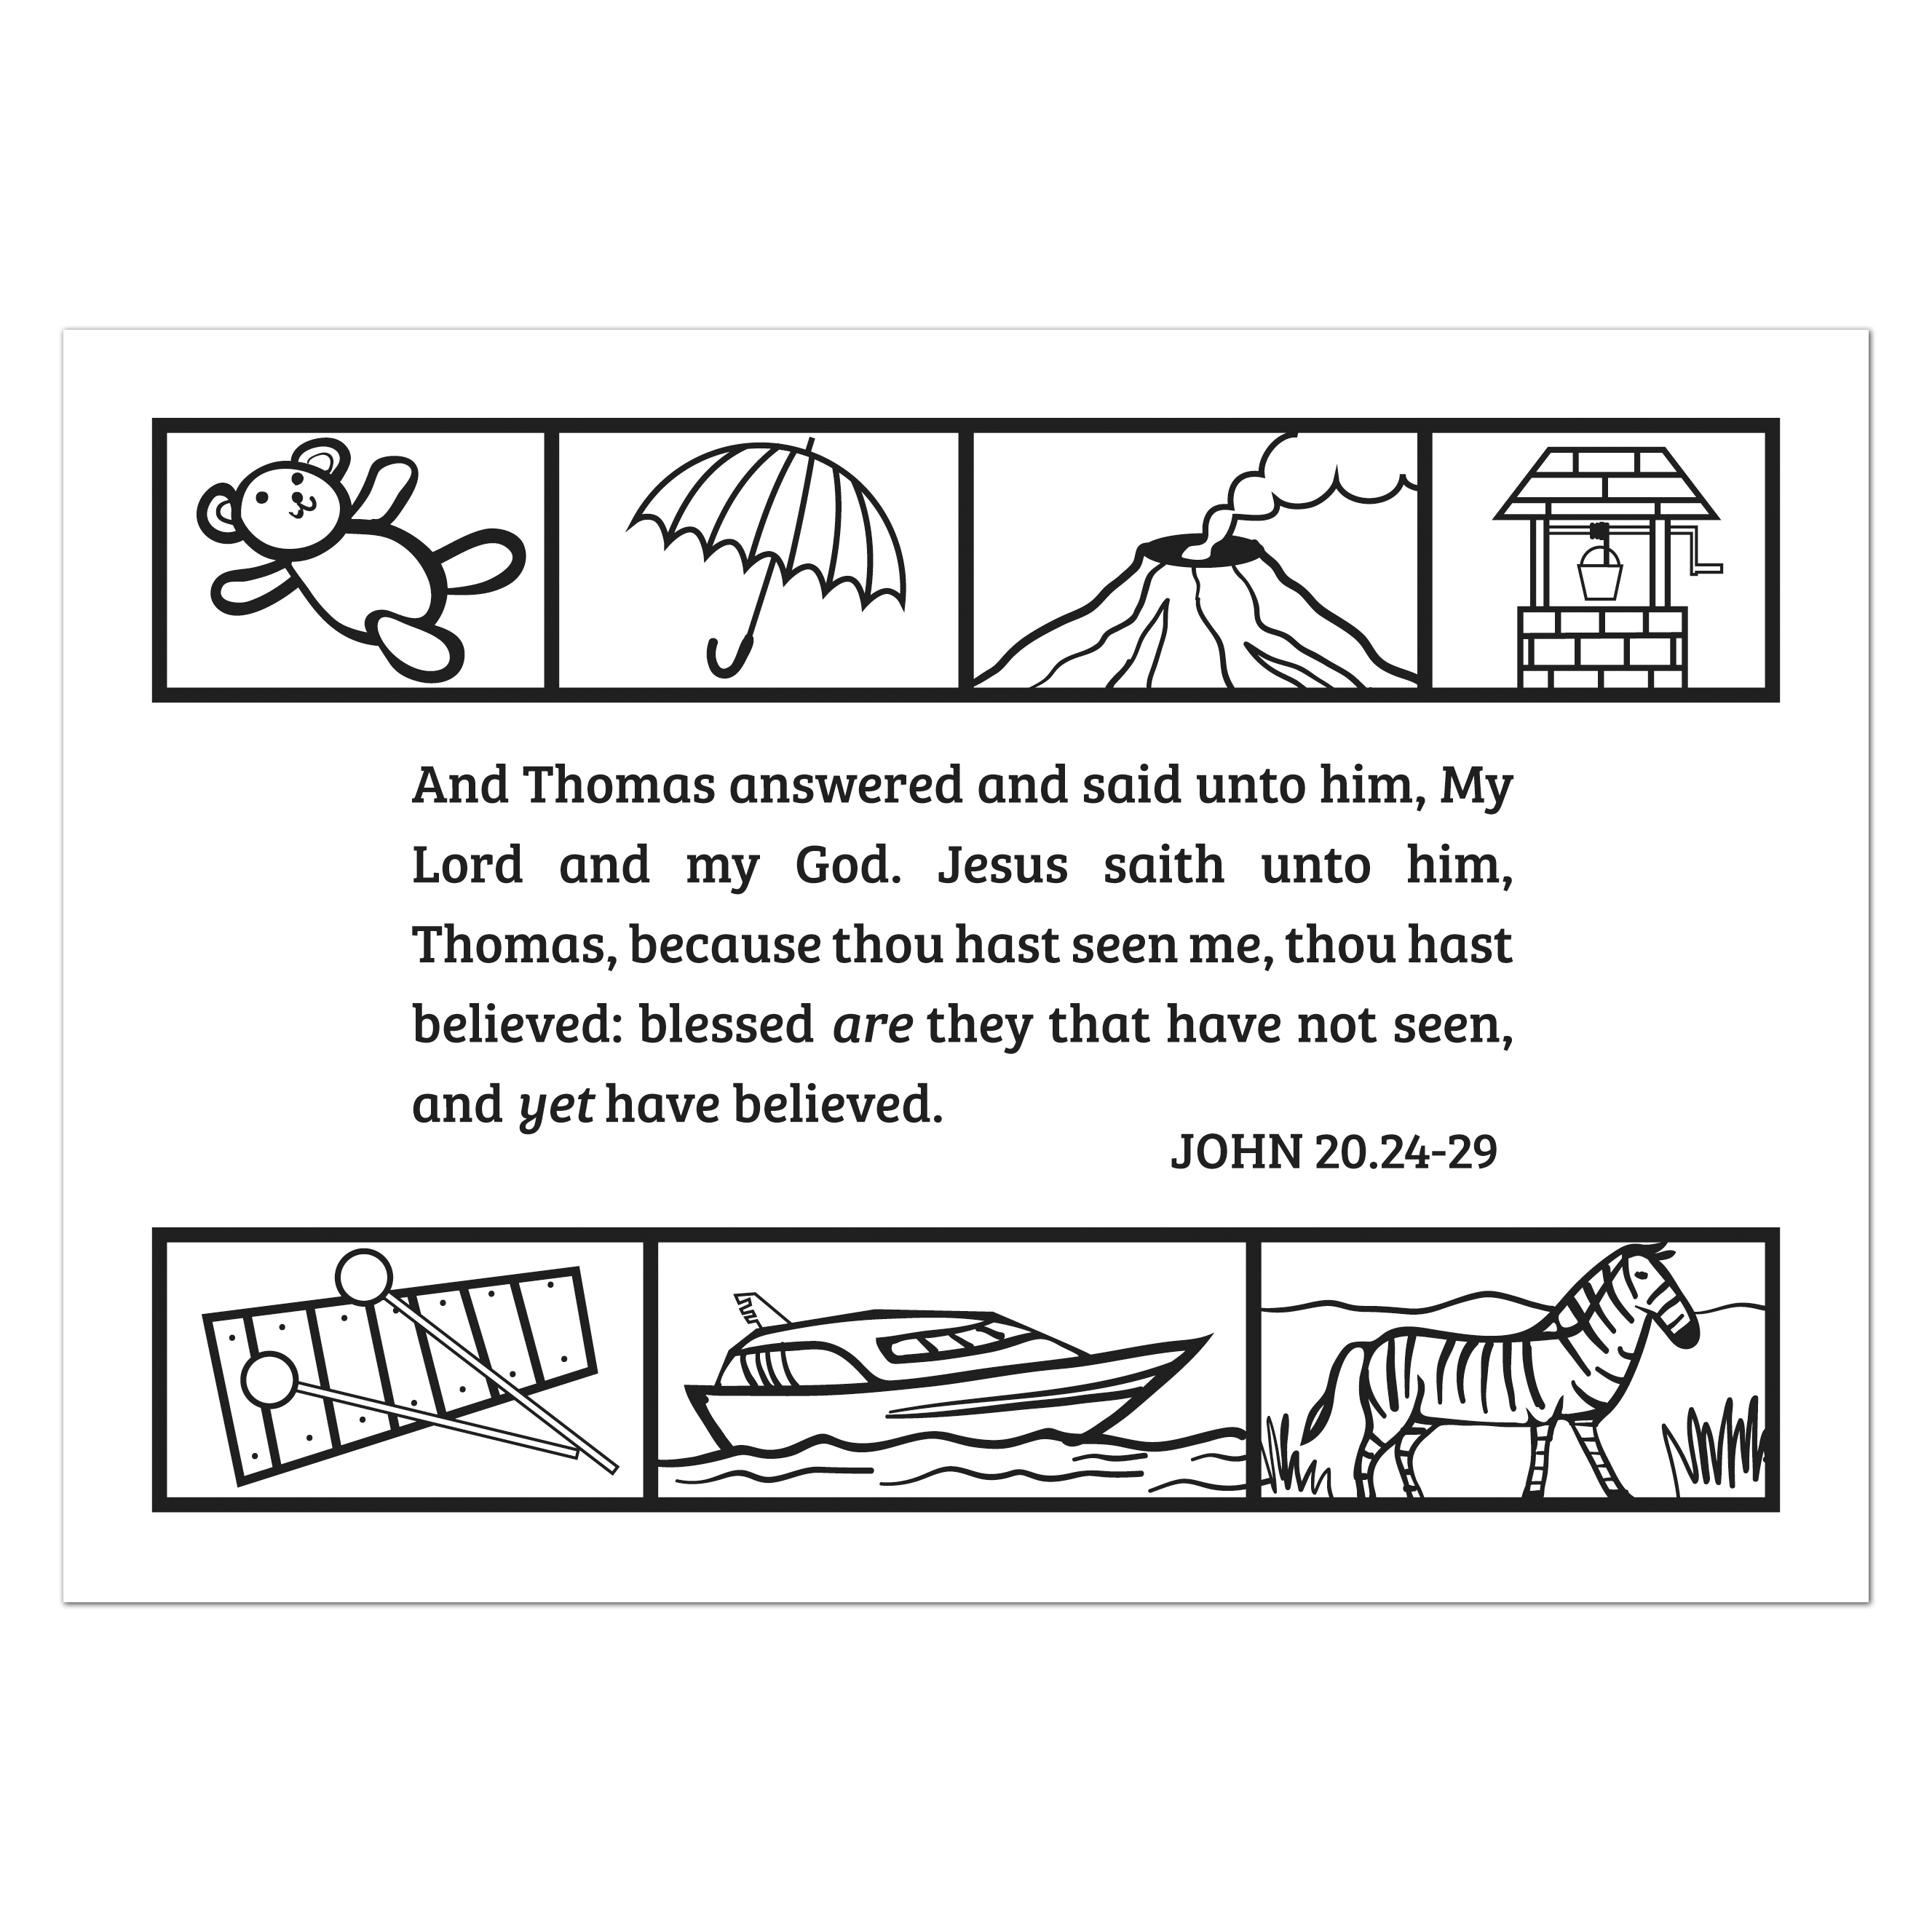 And Thomas answered and said unto him, My
Lord and my God. Jesus saith unto him,
Thomas, because thou hast seen me, thou hast
believed: blessed are they that have not seen,
and yet have believed.
JOHN 20.24-29